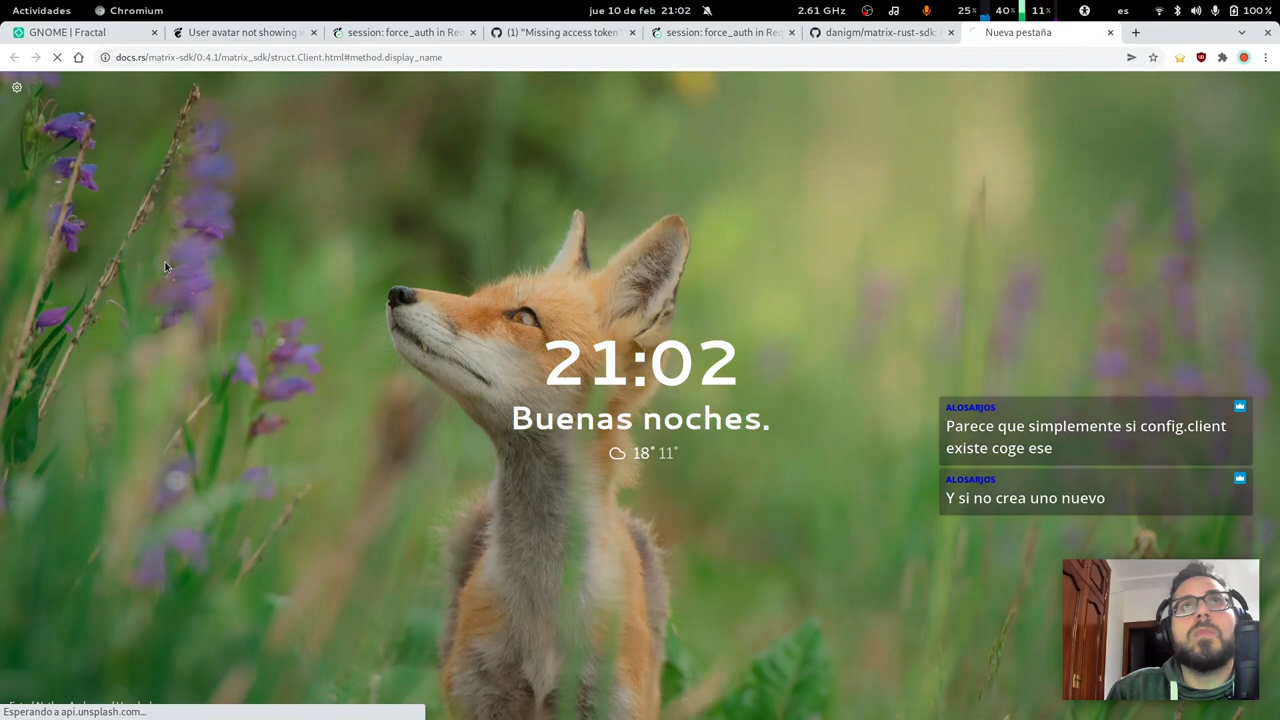 Actividades
Chromium
jue 10 de feb 21:02
2.61 GHz
25%
40%
11%
es
100 %
GNOME | Fractal
User avatar not showing w
session: force_auth in Rec
(1) "Missing access token"
session: force_auth in Rec
danigm/matrix-rust-sdk:
Nueva pestaña
docs.rs/matrix-sdk/0.4.1/matrix_sdk/struct.Client.html#method.display_name
21:02
Buenas noches.
18° 11°
ALOSARJOS
Parece que simplemente si config.client
existe coge ese
ALOSARJOS
Y si no crea uno nuevo
Esperando a api.unsplash.com...